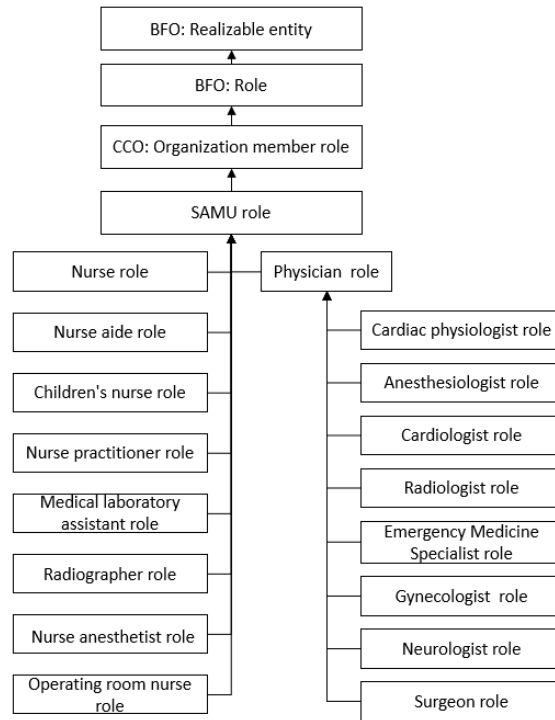 BFO: Realizable entity
BFO: Role
CCO: Organization member role
SAMU role
Nurse role
Physician role
Nurse aide role
Children's nurse role
Nurse practitioner role
Medical laboratory
assistant role
Radiographer role
Nurse anesthetist role
Operating room nurse
role
Cardiac physiologist role
Anesthesiologist role
Cardiologist role
Radiologist role
Emergency Medicine
Specialist role
Gynecologist role
Neurologist role
Surgeon role